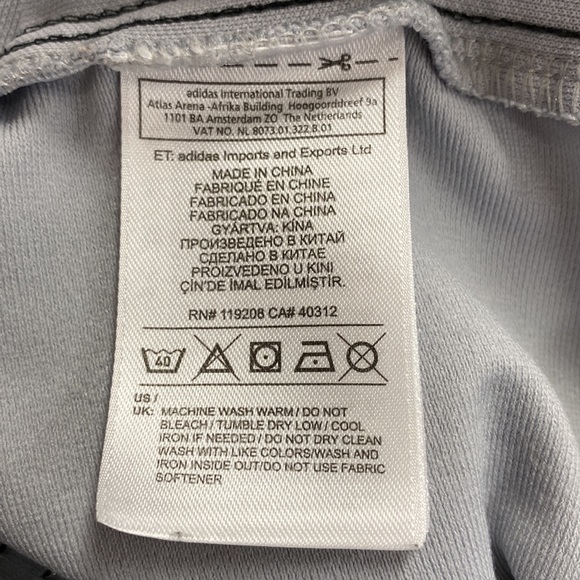 adidas International Trading BV
Atlas Arena -Afrika Building Hoogoorddreef 9a
1101 BA Amsterdam ZO The Netherlands
VAT NO. NL 8073.01.322.B.01
ET: adidas Imports and Exports Ltd
MADE IN CHINA
FABRIQUÉ EN CHINE
FABRICADO EN CHINA
FABRICADO NA CHINA
GYÁRTVA: KÍNA
ПРОИЗВЕДЕНО В КИТАЙ
СДЕЛАНО В КИТАЕ
PROIZVEDENO U KINI
ÇİN'DE İMAL EDİLMİŞTİR.
RN# 119208 CA# 40312
40
US /
UK: MACHINE WASH WARM / DO NOT
BLEACH / TUMBLE DRY LOW / COOL
IRON IF NEEDED / DO NOT DRY CLEAN
WASH WITH LIKE COLORS/WASH AND
IRON INSIDE OUT/DO NOT USE FABRIC
SOFTENER